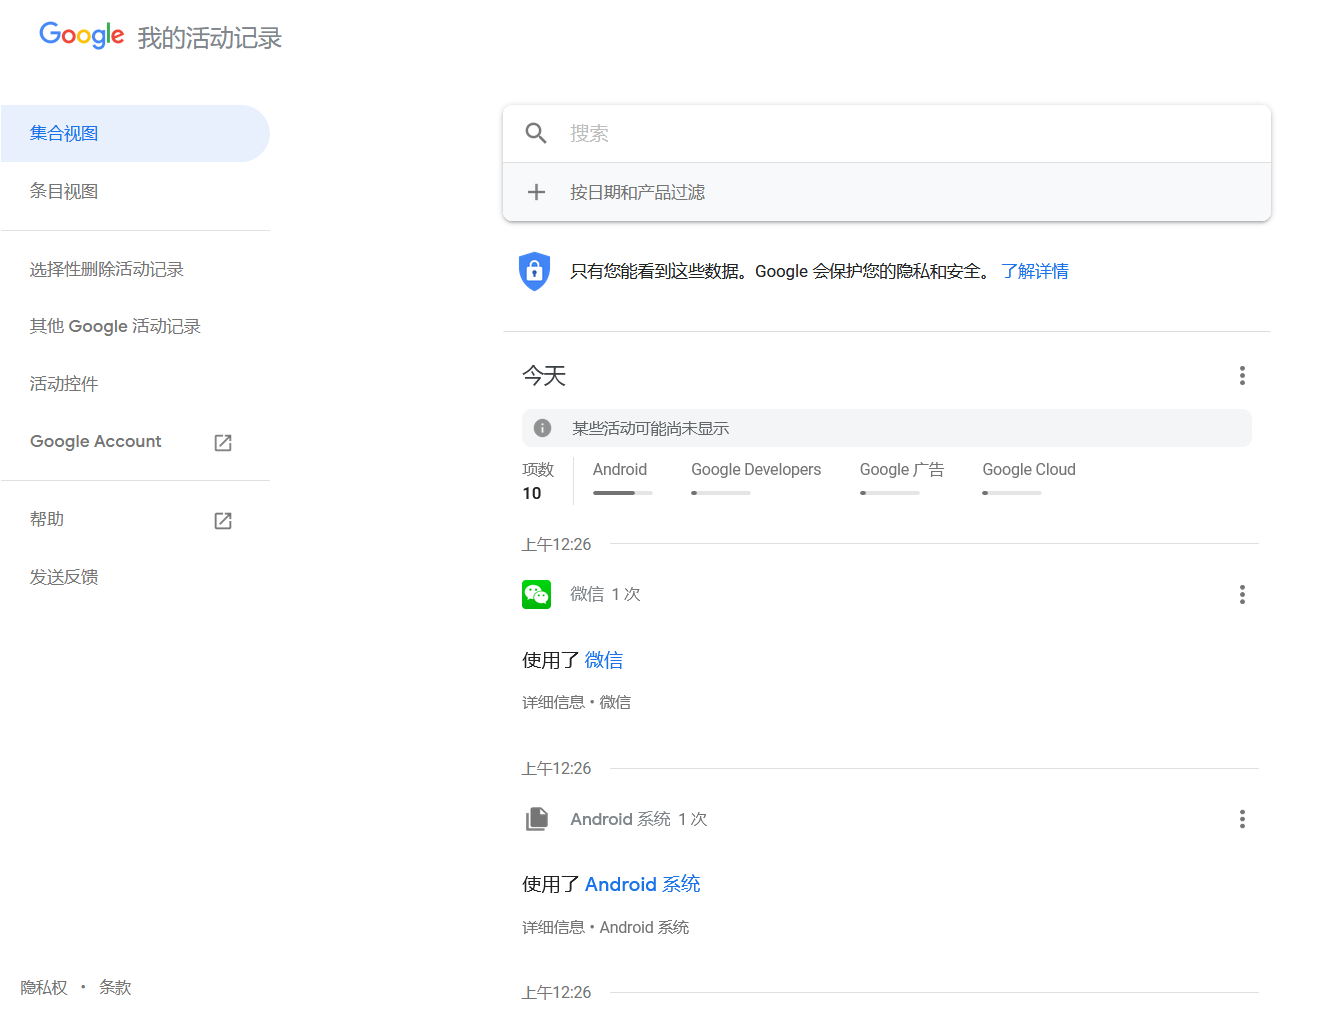 Google 我的活动记录
集合视图
条目视图
选择性删除活动记录
其他 Google 活动记录
活动控件
Google Account
帮助
发送反馈
隐私权 · 条款
搜索
按日期和产品过滤
只有您能看到这些数据。Google 会保护您的隐私和安全。 了解详情
今天
某些活动可能尚未显示
项数 Android Google Developers Google 广告 Google Cloud
10
上午12:26
微信 1 次
使用了 微信
详细信息 • 微信
上午12:26
Android 系统 1 次
使用了 Android 系统
详细信息 • Android 系统
上午12:26